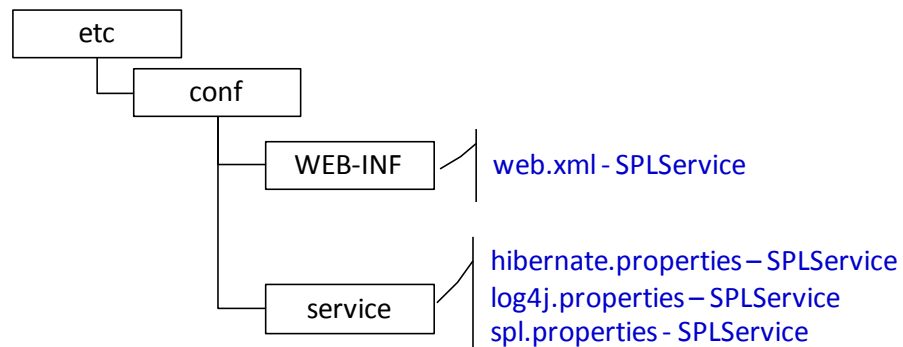 etc
conf
WEB-INF
web.xml - SPLService
hibernate.properties – SPLService
log4j.properties – SPLService
service
spl.properties - SPLService